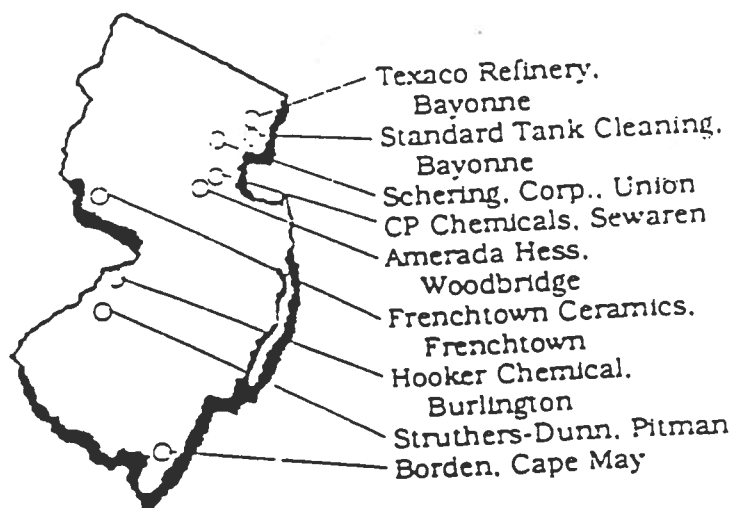 Texaco Refinery,
Bayonne
Standard Tank Cleaning,
Bayonne
Schering, Corp., Union
CP Chemicals, Sewaren
Amerada Hess,
Woodbridge
Frenchtown Ceramics,
Frenchtown
Hooker Chemical,
Burlington
Struthers-Dunn, Pitman
Borden, Cape May